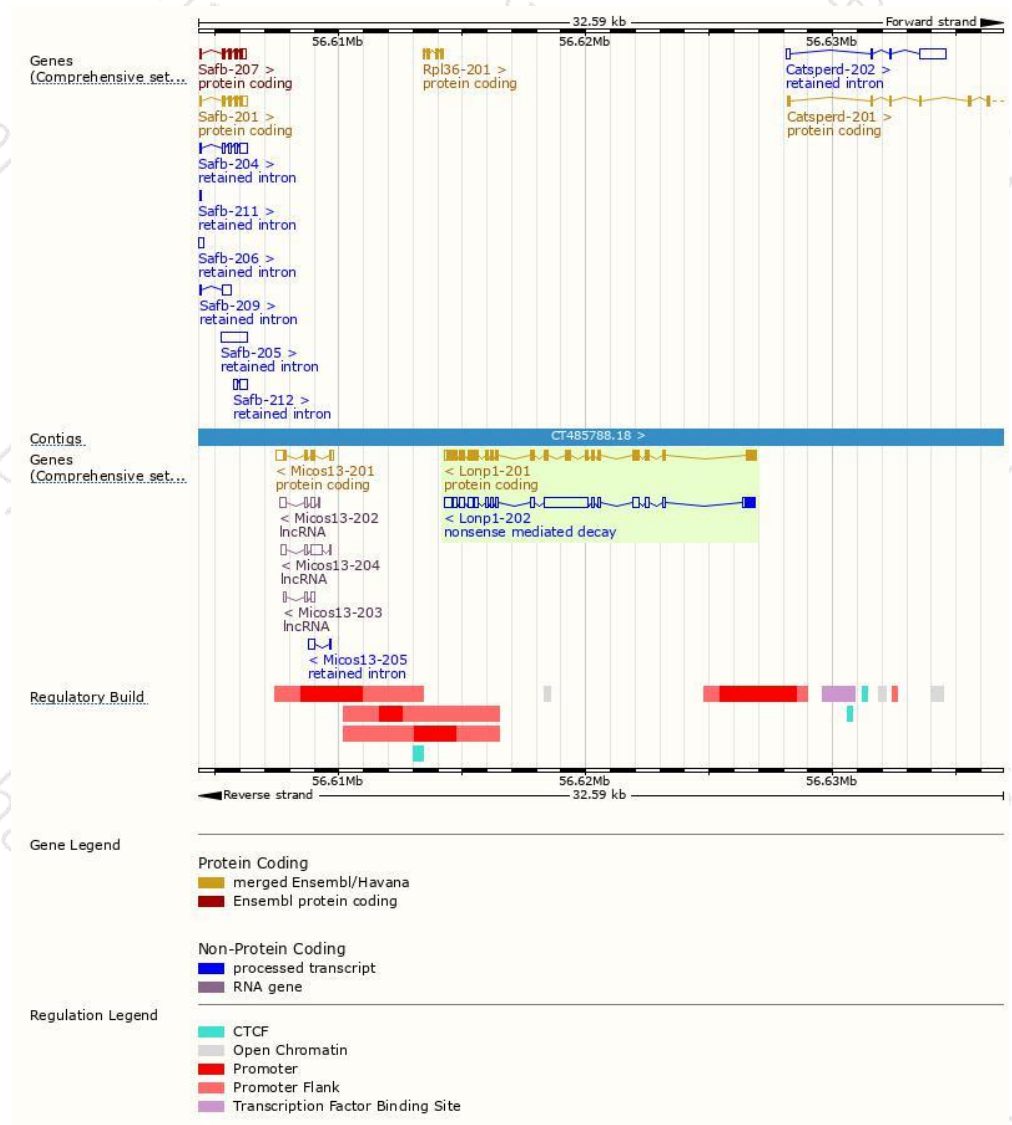 32.59 kb Forward strand
56.61Mb 56.62Mb 56.63Mb
Genes
(Comprehensive set...
Safb-207 >
protein coding
Rpl36-201 >
protein coding
Catsperd-202 >
retained intron
Safb-201 >
protein coding
Catsperd-201 >
protein coding
Safb-204 >
retained intron
Safb-211 >
retained intron
Safb-206 >
retained intron
Safb-209 >
retained intron
Safb-205 >
retained intron
Safb-212 >
retained intron
Contigs
CT485788.18 >
Genes
(Comprehensive set...
< Micos13-201
protein coding
< Lonp1-201
protein coding
< Micos13-202
lncRNA
< Lonp1-202
nonsense mediated decay
< Micos13-204
lncRNA
< Micos13-203
lncRNA
< Micos13-205
retained intron
Regulatory Build
56.61Mb 56.62Mb 56.63Mb
Reverse strand 32.59 kb
Gene Legend
Protein Coding
merged Ensembl/Havana
Ensembl protein coding
Non-Protein Coding
processed transcript
RNA gene
Regulation Legend
CTCF
Open Chromatin
Promoter
Promoter Flank
Transcription Factor Binding Site